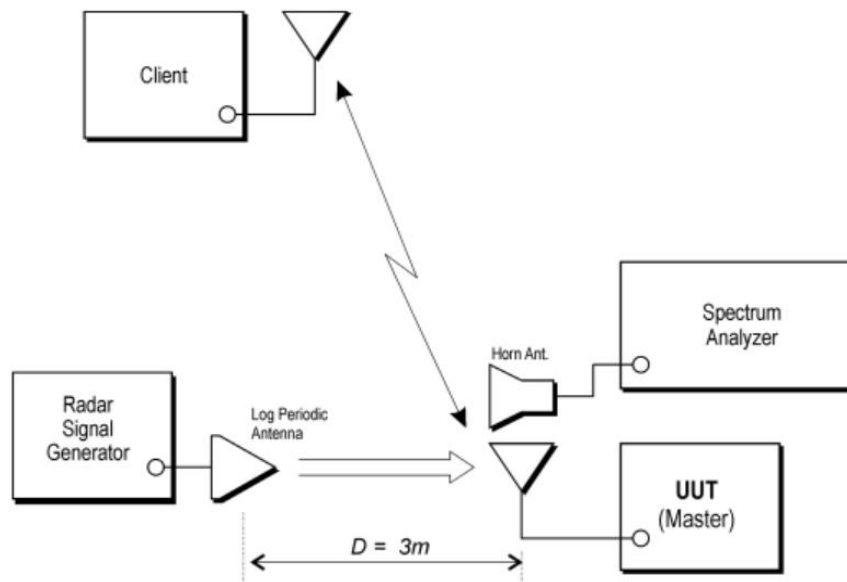 Client
Spectrum
Analyzer
Horn Ant.
Radar
Signal
Generator
Log Periodic
Antenna
UUT
(Master)
D = 3m